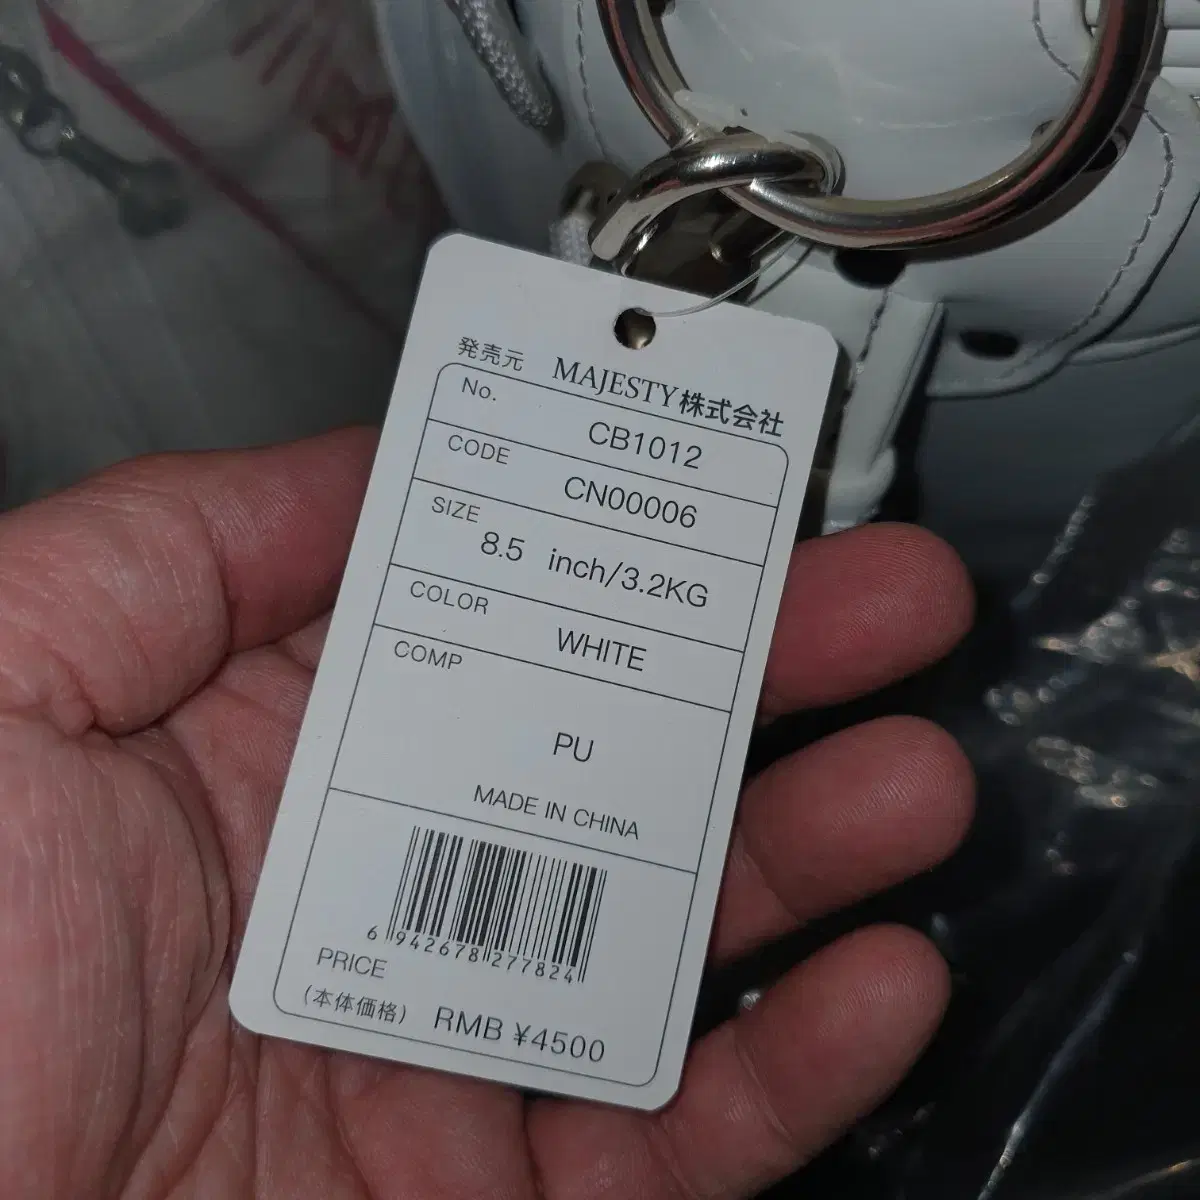 発売元 MAJESTY株式会社
No. CB1012
CODE CN00006
SIZE 8.5 inch/3.2KG
COLOR WHITE
COMP
PU
MADE IN CHINA
6 942678 277824
PRICE
(本体価格) RMB ¥4500